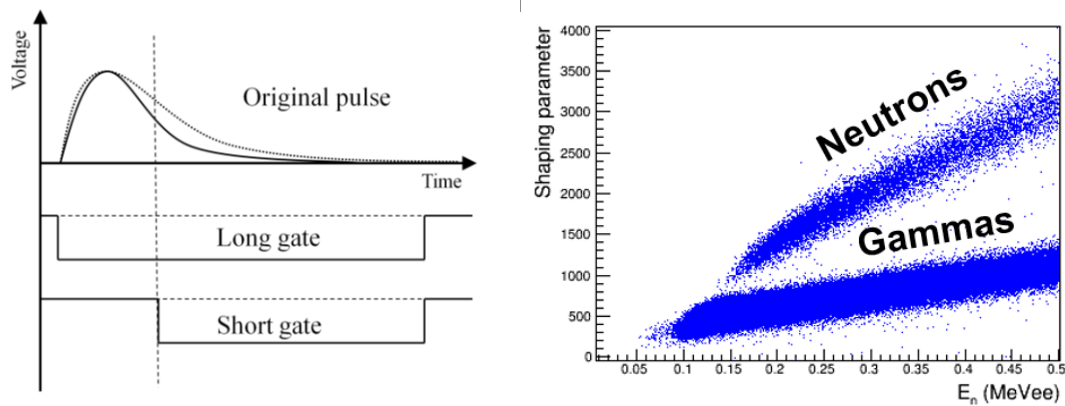 Voltage
Original pulse
Time
Long gate
Short gate
Shaping parameter
4000
3500
3000
2500
2000
1500
1000
500
0
Neutrons
Gammas
0.05 0.1 0.15 0.2 0.25 0.3 0.35 0.4 0.45 0.5
Eₙ (MeVee)